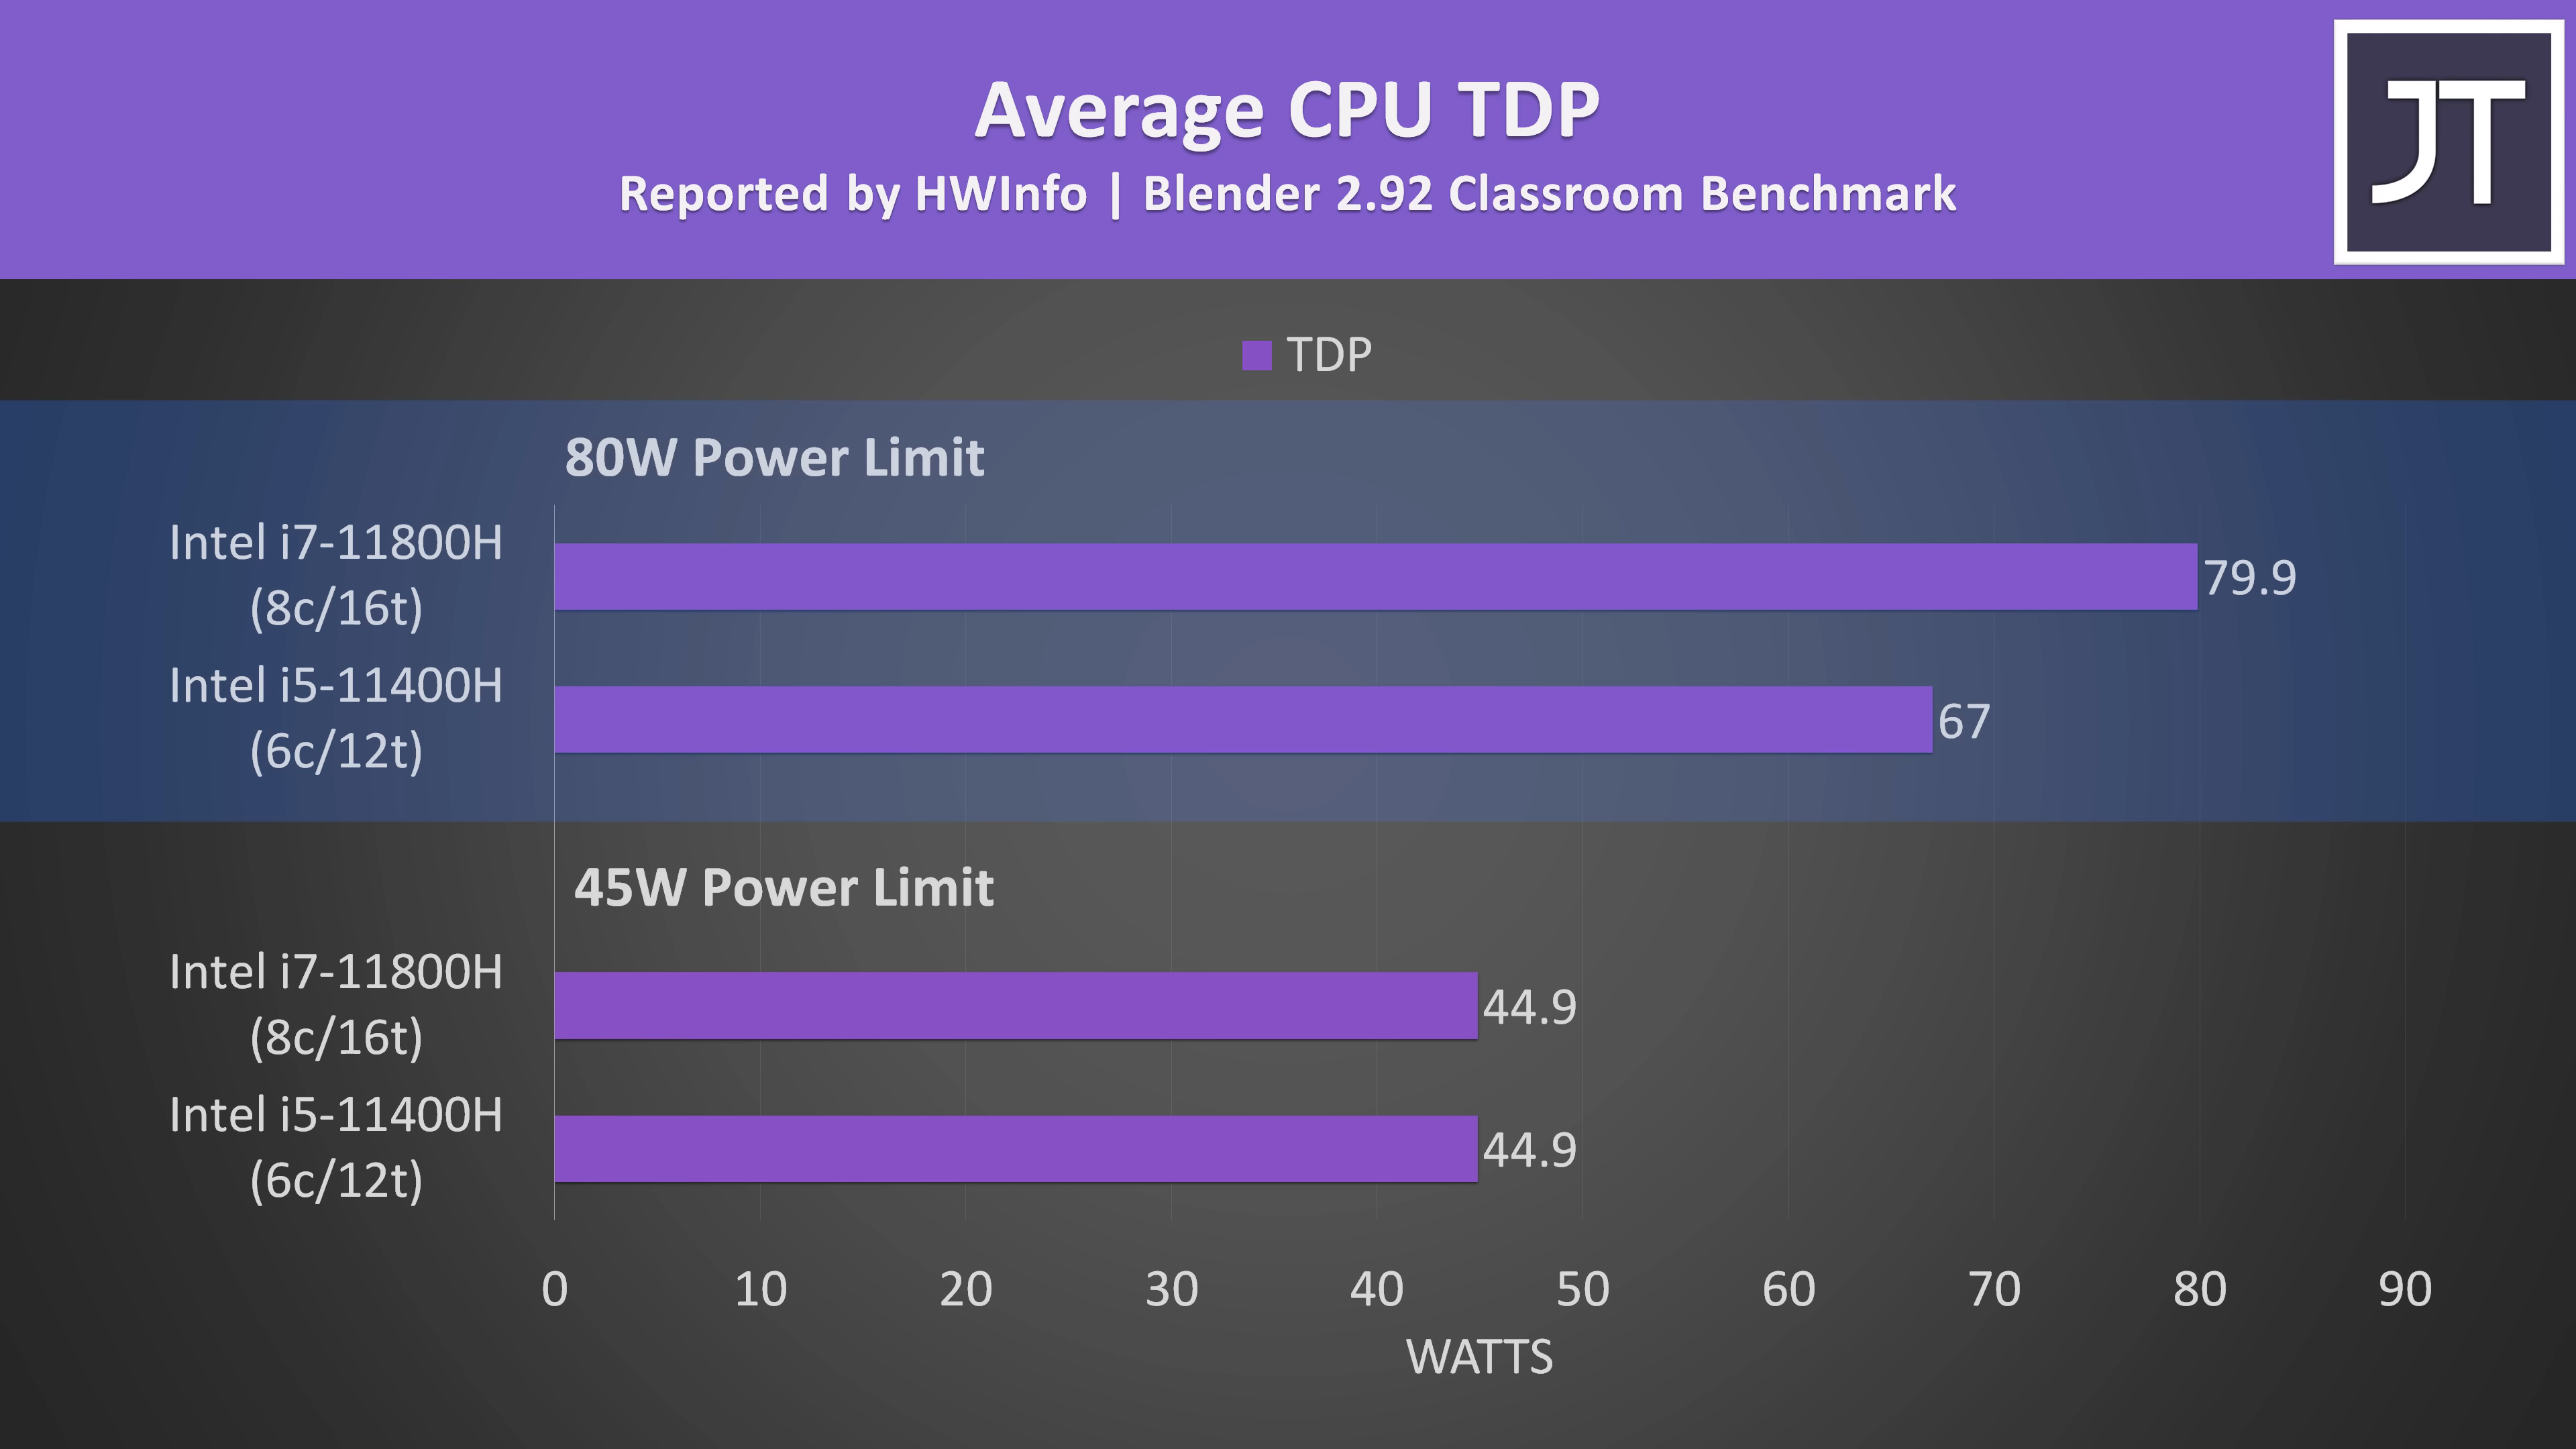 Average CPU TDP
Reported by HWInfo | Blender 2.92 Classroom Benchmark
JT
TDP
80W Power Limit
Intel i7-11800H
(8c/16t)
79.9
Intel i5-11400H
(6c/12t)
67
45W Power Limit
Intel i7-11800H
(8c/16t)
44.9
Intel i5-11400H
(6c/12t)
44.9
0 10 20 30 40 50 60 70 80 90
WATTS